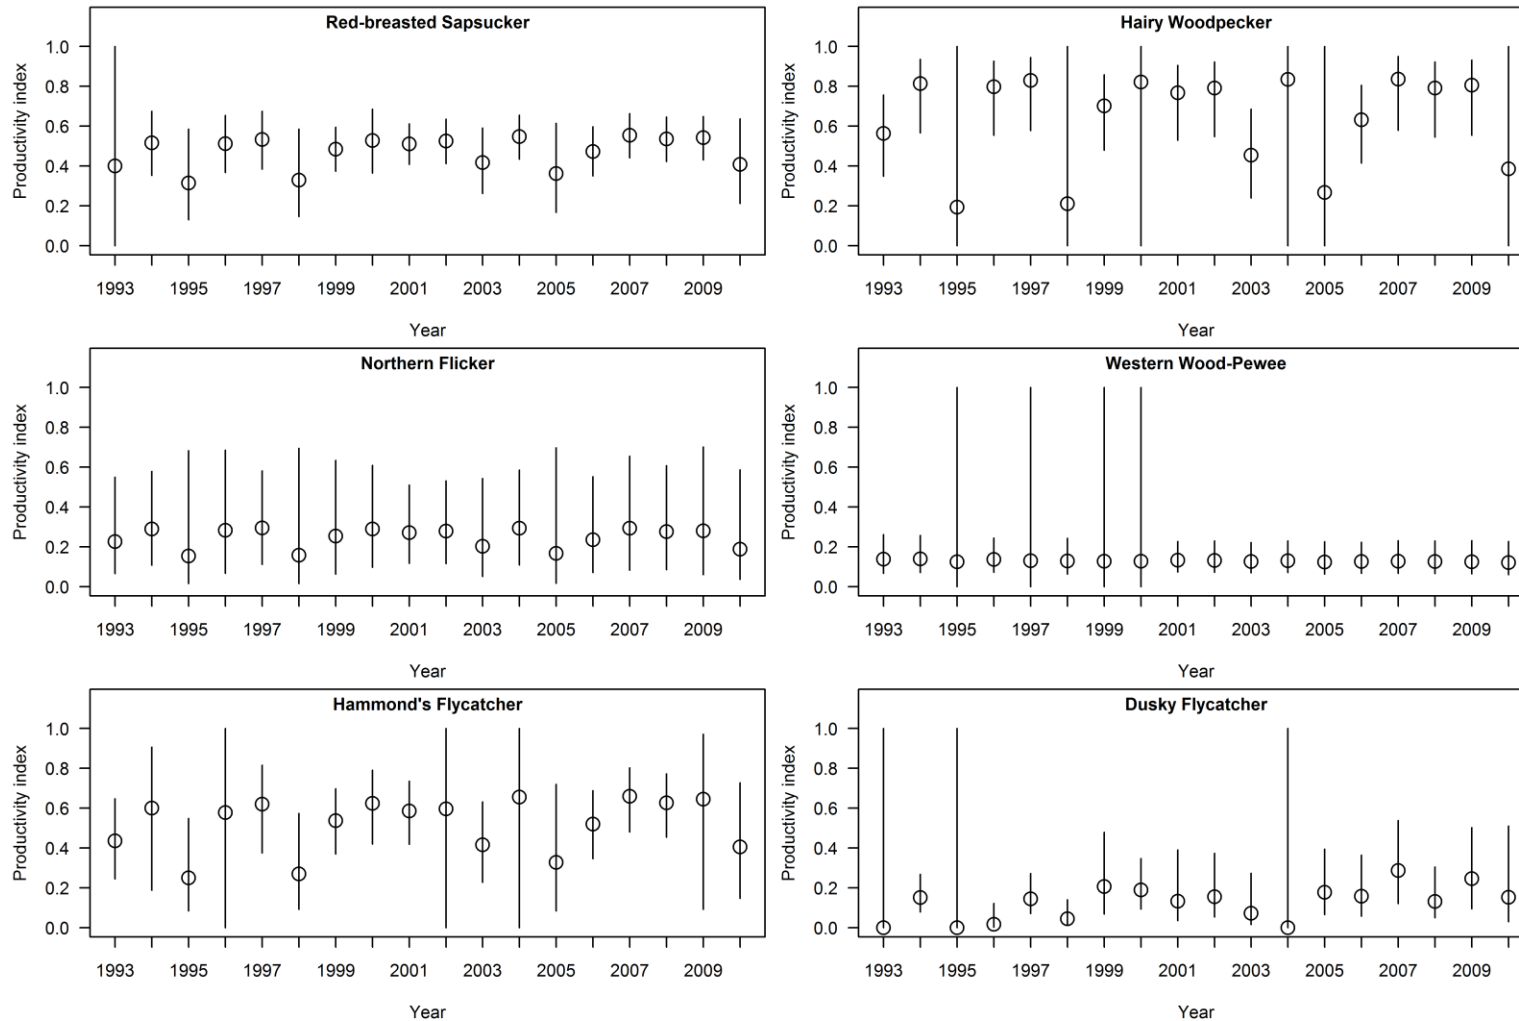 Red-breasted Sapsucker
Productivity index
1.0
0.8
0.6
0.4
0.2
0.0
1993 1995 1997 1999 2001 2003 2005 2007 2009
Year
Hairy Woodpecker
Productivity index
1.0
0.8
0.6
0.4
0.2
0.0
1993 1995 1997 1999 2001 2003 2005 2007 2009
Year
Northern Flicker
Productivity index
1.0
0.8
0.6
0.4
0.2
0.0
1993 1995 1997 1999 2001 2003 2005 2007 2009
Year
Western Wood-Pewee
Productivity index
1.0
0.8
0.6
0.4
0.2
0.0
1993 1995 1997 1999 2001 2003 2005 2007 2009
Year
Hammond's Flycatcher
Productivity index
1.0
0.8
0.6
0.4
0.2
0.0
1993 1995 1997 1999 2001 2003 2005 2007 2009
Year
Dusky Flycatcher
Productivity index
1.0
0.8
0.6
0.4
0.2
0.0
1993 1995 1997 1999 2001 2003 2005 2007 2009
Year